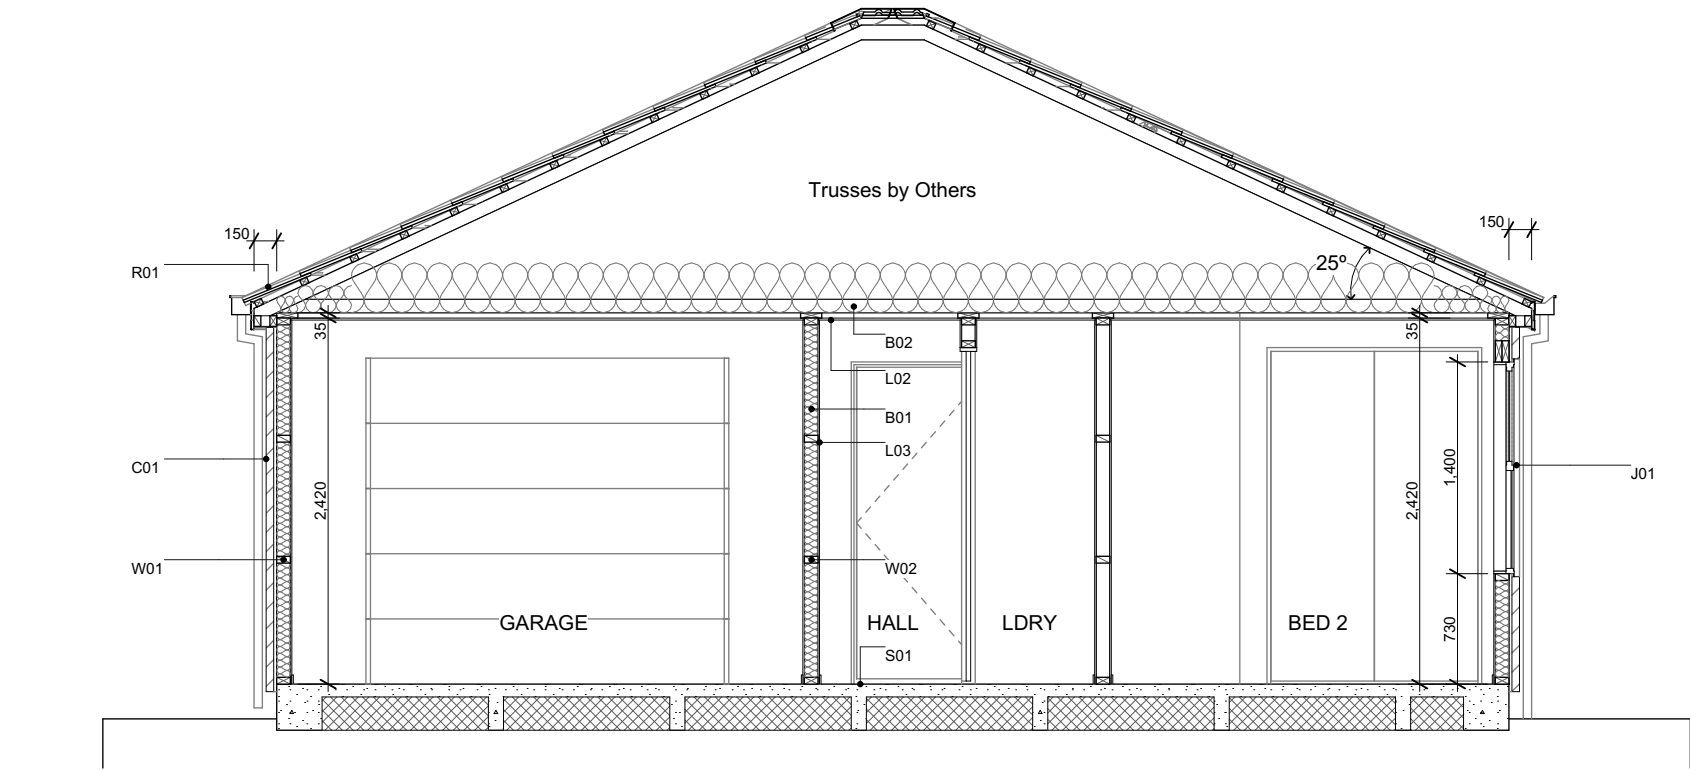 Trusses by Others
150
150
R01
25°
35
35
B02
L02
B01
L03
C01
2,420
2,420
1,400
J01
W01
W02
GARAGE
HALL
LDRY
BED 2
730
S01